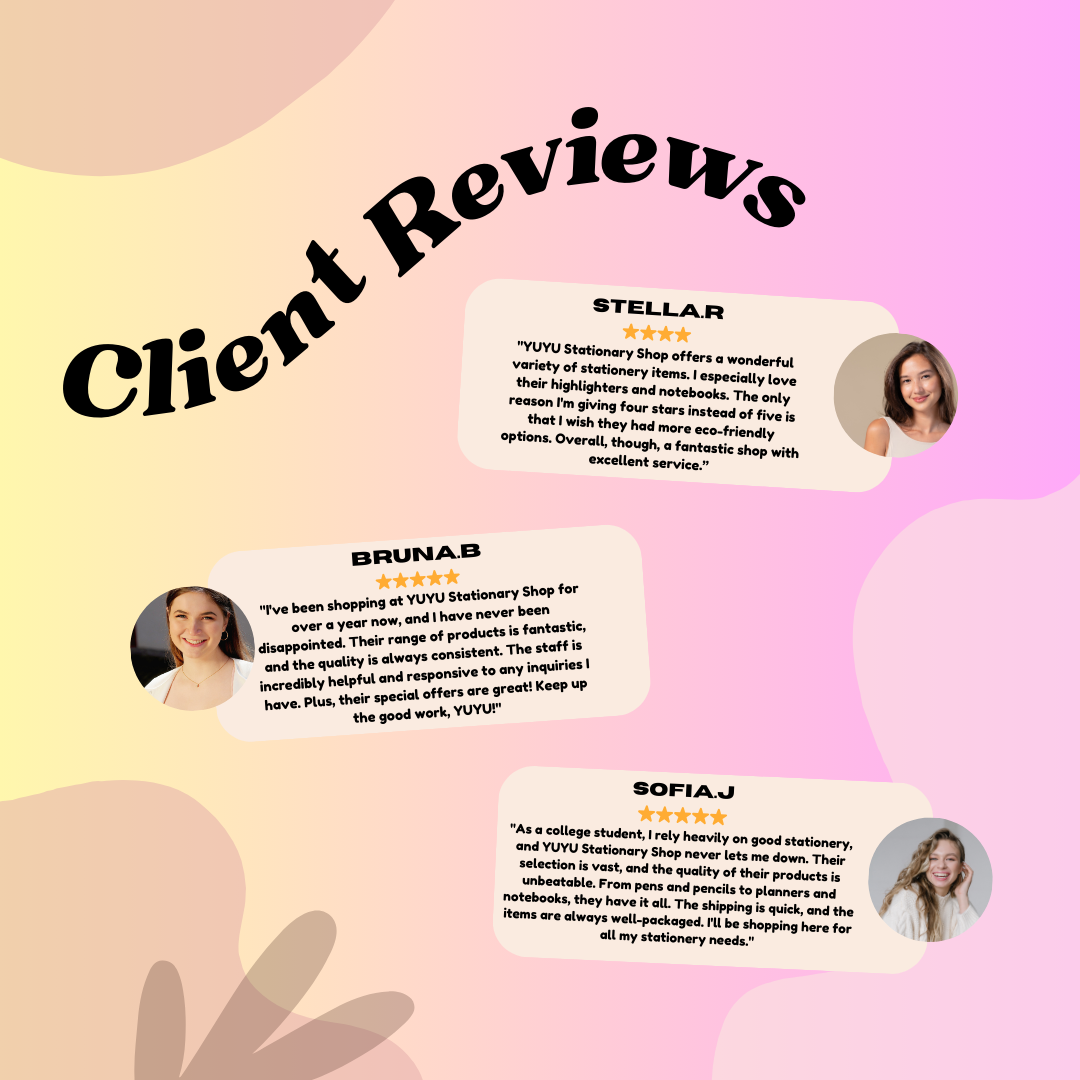 Client Reviews
STELLA.R
"YUYU Stationary Shop offers a wonderful
variety of stationery items. I especially love
their highlighters and notebooks. The only
reason I'm giving four stars instead of five is
that I wish they had more eco-friendly
options. Overall, though, a fantastic shop with
excellent service.”
BRUNA.B
"I've been shopping at YUYU Stationary Shop for
over a year now, and I have never been
disappointed. Their range of products is fantastic,
and the quality is always consistent. The staff is
incredibly helpful and responsive to any inquiries I
have. Plus, their special offers are great! Keep up
the good work, YUYU!"
SOFIA.J
"As a college student, I rely heavily on good stationery,
and YUYU Stationary Shop never lets me down. Their
selection is vast, and the quality of their products is
unbeatable. From pens and pencils to planners and
notebooks, they have it all. The shipping is quick, and the
items are always well-packaged. I'll be shopping here for
all my stationery needs."